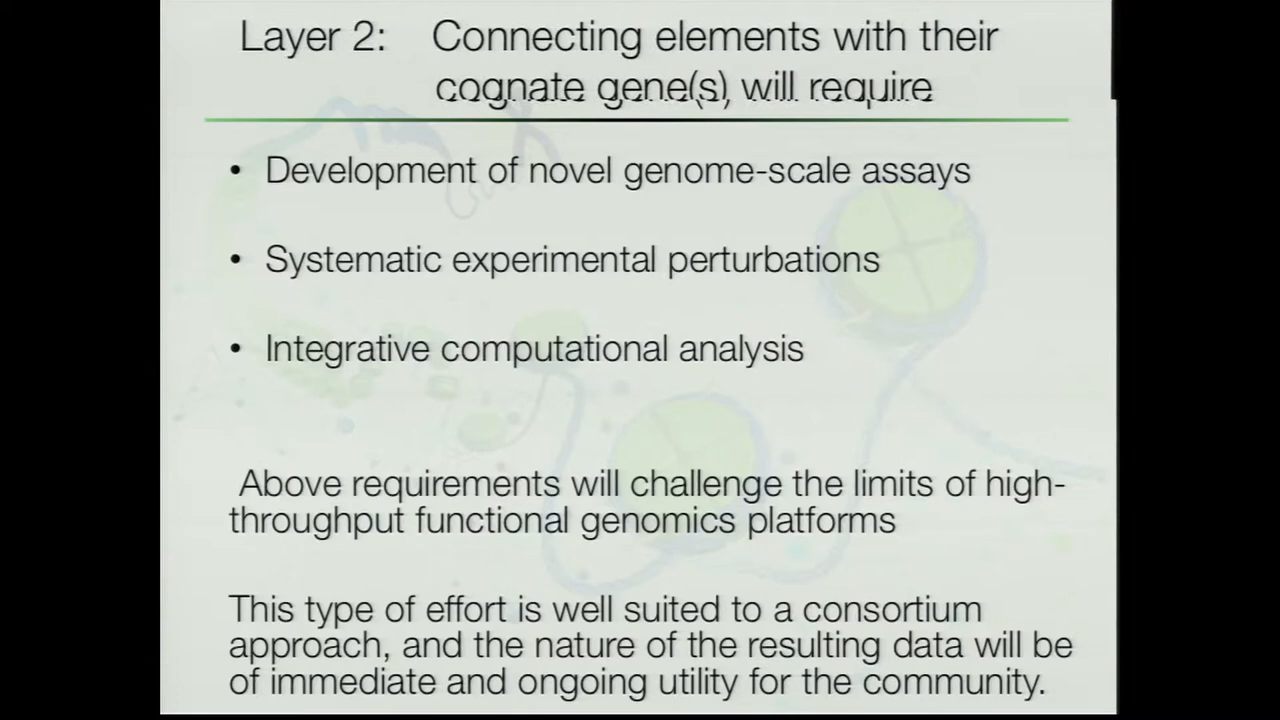 Layer 2: Connecting elements with their
cognate gene(s) will require
• Development of novel genome-scale assays
• Systematic experimental perturbations
• Integrative computational analysis
Above requirements will challenge the limits of high-
throughput functional genomics platforms
This type of effort is well suited to a consortium
approach, and the nature of the resulting data will be
of immediate and ongoing utility for the community.